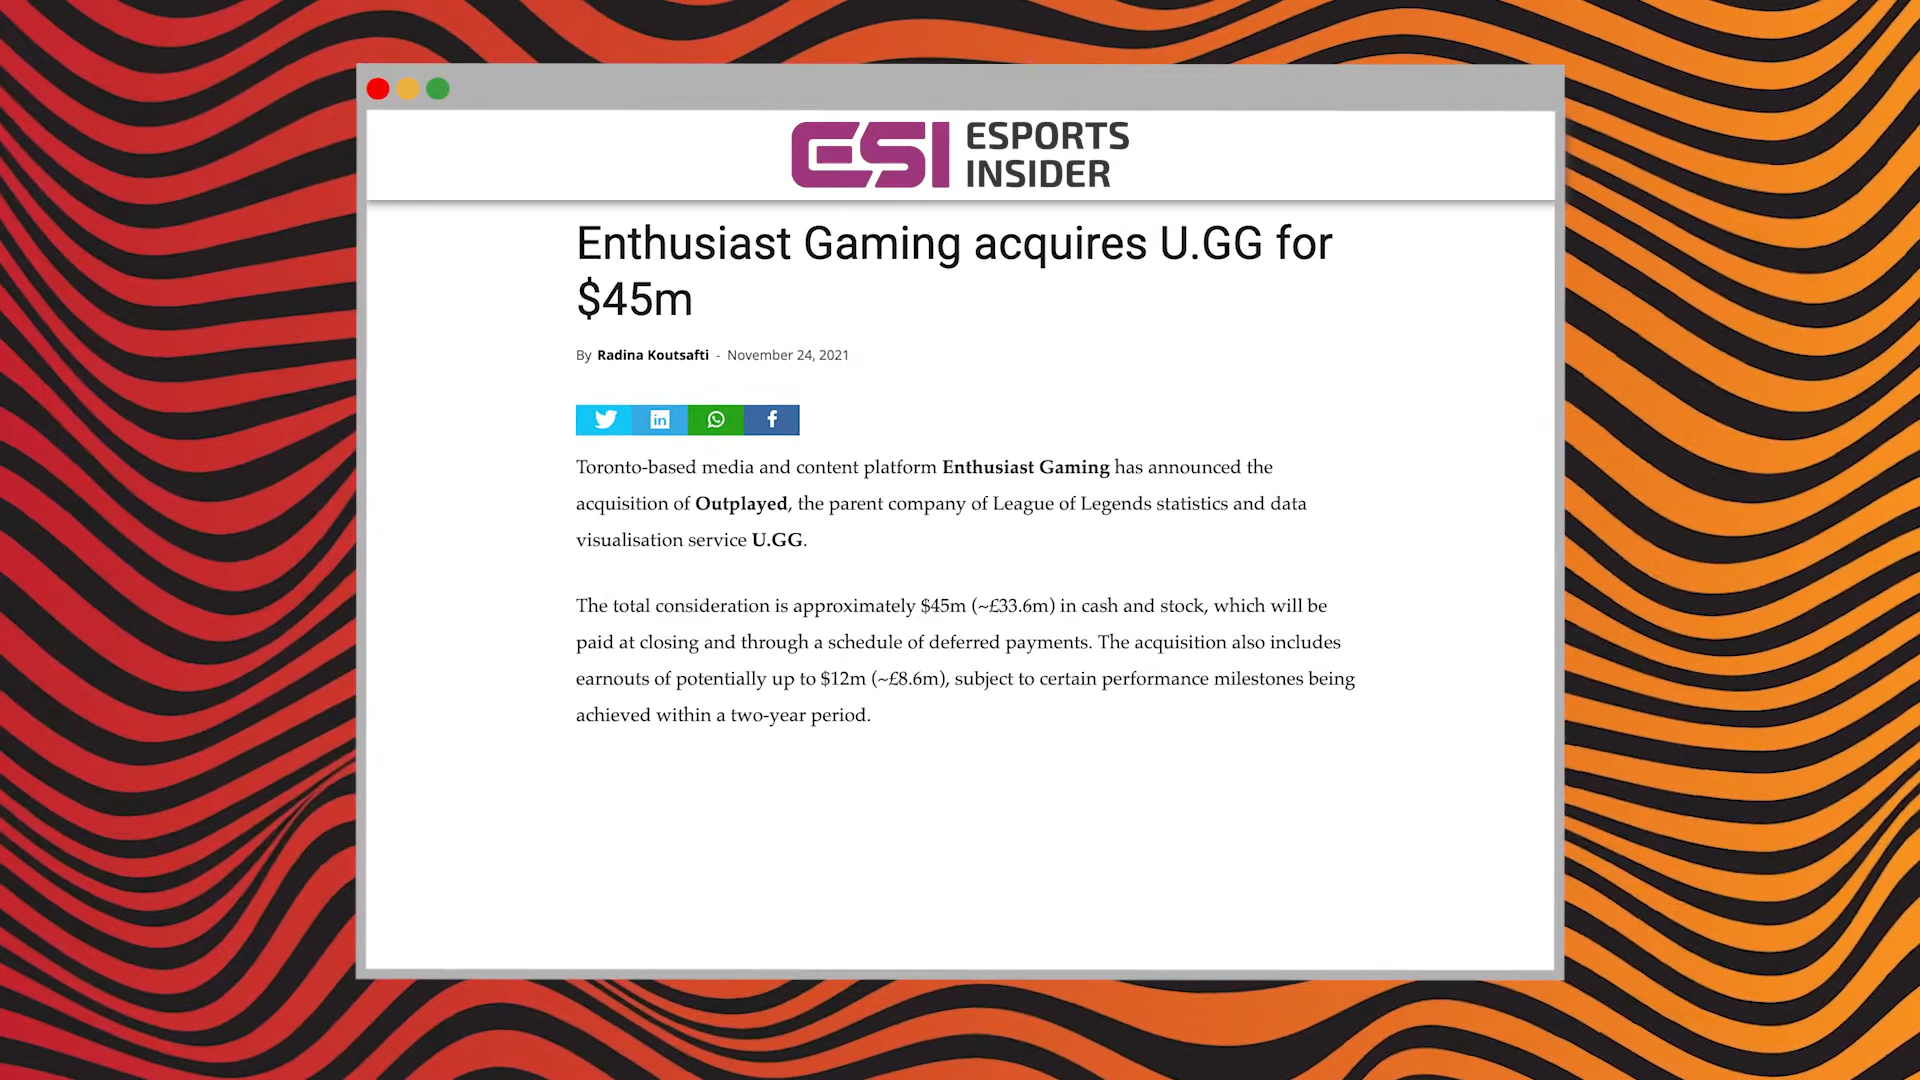 ESI ESPORTS
INSIDER
Enthusiast Gaming acquires U.GG for
$45m
By Radina Koutsafti - November 24, 2021
Toronto-based media and content platform Enthusiast Gaming has announced the
acquisition of Outplayed, the parent company of League of Legends statistics and data
visualisation service U.GG.
The total consideration is approximately $45m (~£33.6m) in cash and stock, which will be
paid at closing and through a schedule of deferred payments. The acquisition also includes
earnouts of potentially up to $12m (~£8.6m), subject to certain performance milestones being
achieved within a two-year period.